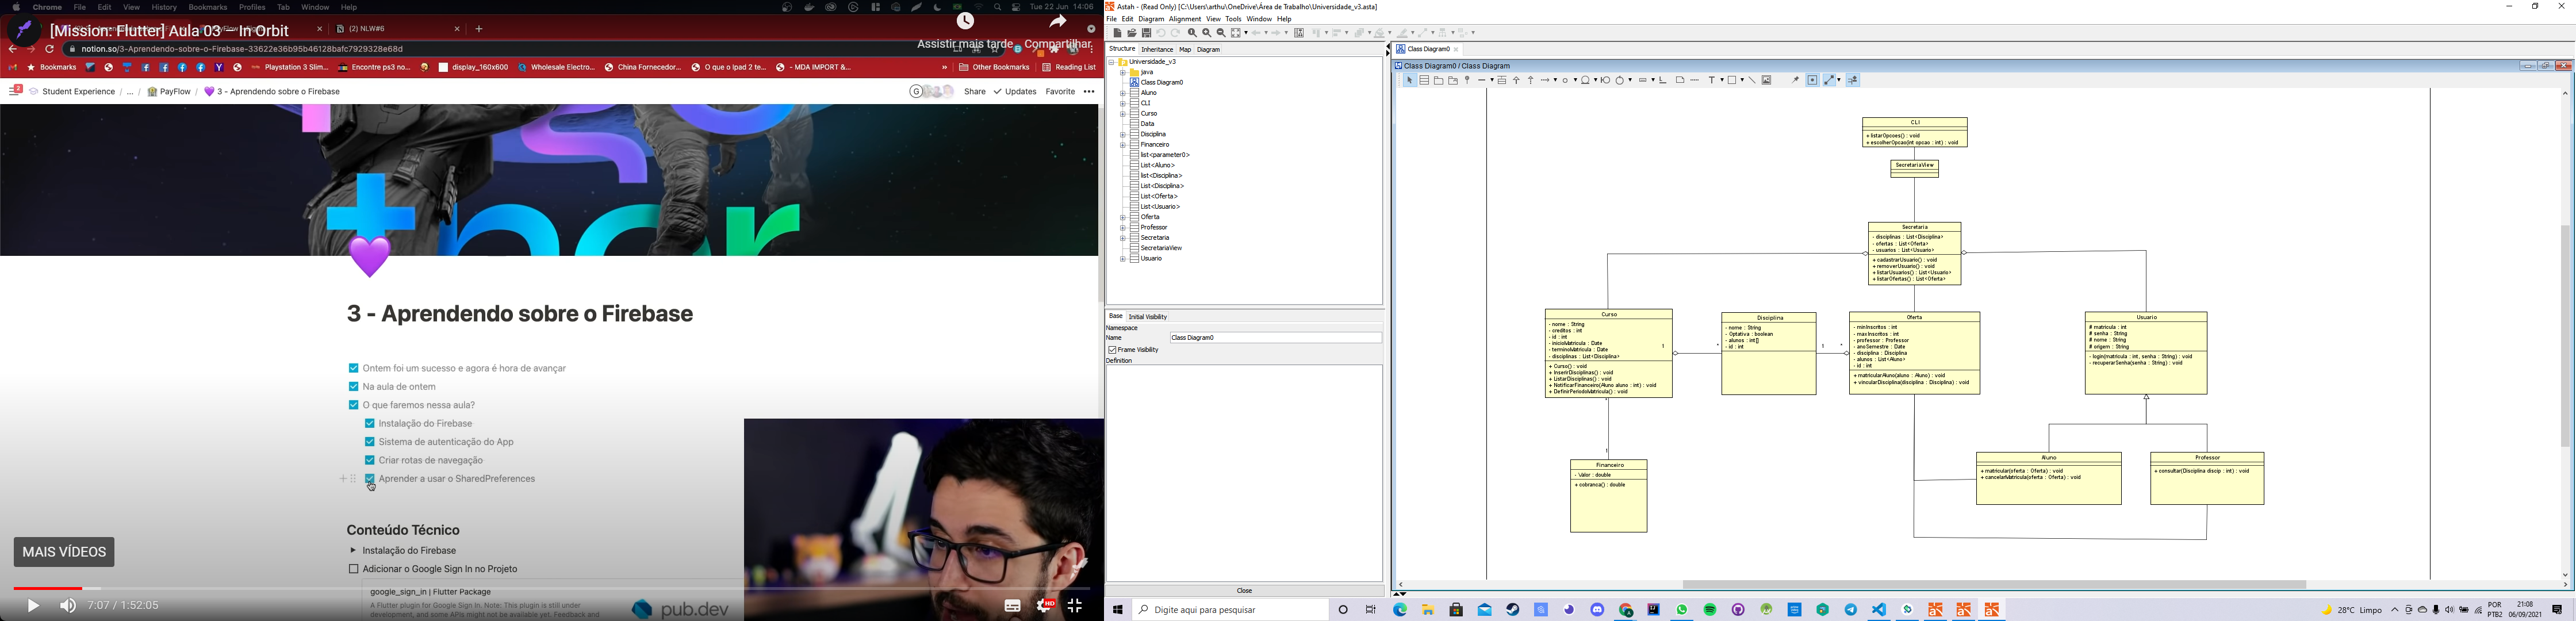 Chrome File Edit View History Bookmarks Profiles Tab Window Help
Tue 22 Jun 14:06
[Mission: Flutter] Aula 03 — In Orbit
(2) NLW#6
Assistir mais tarde
Compartilhar
notion.so/3-Aprendendo-sobre-o-Firebase-33622e36b95b46128bafc7929328e68d
Bookmarks
Playstation 3 Slim...
Encontre ps3 no...
display_160x600
Wholesale Electro...
China Fornecedor...
O que o Ipad 2 te...
- MDA IMPORT &...
»
Other Bookmarks
Reading List
Student Experience / ... / PayFlow / 3 - Aprendendo sobre o Firebase
Share
Updates
Favorite
3 - Aprendendo sobre o Firebase
Ontem foi um sucesso e agora é hora de avançar
Na aula de ontem
O que faremos nessa aula?
Instalação do Firebase
Sistema de autenticação do App
Criar rotas de navegação
Aprender a usar o SharedPreferences
Conteúdo Técnico
Instalação do Firebase
Adicionar o Google Sign In no Projeto
google_sign_in | Flutter Package
A Flutter plugin for Google Sign In. Note: This plugin is still under
development, and some APIs might not be available yet. Feedback and
pub.dev
MAIS VÍDEOS
7:07 / 1:52:05
HD
Astah - (Read Only) [C:\Users\arthu\OneDrive\Área de Trabalho\Universidade_v3.asta]
File Edit Diagram Alignment View Tools Window Help
Structure Inheritance Map Diagram
Universidade_v3
java
Class Diagram0
Aluno
CLI
Curso
Data
Disciplina
Financeiro
list<parameter0>
List<Aluno>
list<Disciplina>
List<Disciplina>
List<Oferta>
List<Usuario>
Oferta
Professor
Secretaria
SecretariaView
Usuario
Base Initial Visibility
Namespace
Name Class Diagram0
Frame Visibility
Definition
Close
Class Diagram0
Class Diagram0 / Class Diagram
CLI
+ listarOpcoes() : void
+ escolherOpcao(int opcao : int) : void
SecretariaView
Secretaria
- disciplinas : List<Disciplina>
- ofertas : List<Oferta>
- usuarios : List<Usuario>
+ cadastrarUsuario() : void
+ removerUsuario() : void
+ listarUsuarios() : List<Usuario>
+ listarOfertas() : List<Oferta>
Curso
- nome : String
- creditos : int
- id : int
- inicioMatricula : Date
- terminoMatricula : Date
- disciplinas : List<Disciplina>
+ Curso() : void
+ InserirDisciplinas() : void
+ ListarDisciplinas() : void
+ NotificarFinanceiro(Aluno aluno : int) : void
+ DefinirPeriodoMatricula() : void
1
*
Disciplina
- nome : String
- Optativa : boolean
- alunos : int[]
- id : int
1
*
Oferta
- minInscritos : int
- maxInscritos : int
- professor : Professor
- anoSemestre : Date
- disciplina : Disciplina
- alunos : List<Aluno>
- id : int
+ matricularAluno(aluno : Aluno) : void
+ vincularDisciplina(disciplina : Disciplina) : void
Usuario
# matricula : int
# senha : String
# nome : String
# origem : String
- login(matricula : int, senha : String) : void
- recuperarSenha(senha : String) : void
*
1
Financeiro
- Valor : double
+ cobranca() : double
Aluno
+ matricular(oferta : Oferta) : void
+ cancelarMatricula(oferta : Oferta) : void
Professor
+ consultar(Disciplina discip : int) : void
Digite aqui para pesquisar
28°C Limpo
POR
PTB2
21:08
06/09/2021